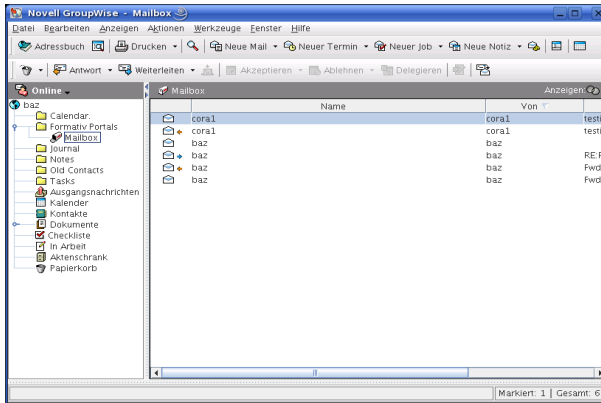 Novell GroupWise - Mailbox
Datei Bearbeiten Anzeigen Aktionen Werkzeuge Fenster Hilfe
Adressbuch Drucken Neue Mail Neuer Termin Neuer Job Neue Notiz
Antwort Weiterleiten Akzeptieren Ablehnen Delegieren
Online
Mailbox Anzeigen:
Name Von
baz
Calendar.
Formativ Portals
Mailbox
Journal
Notes
Old Contacts
Tasks
Ausgangsnachrichten
Kalender
Kontakte
Dokumente
Checkliste
In Arbeit
Aktenschrank
Papierkorb
cora1 cora1 testi
cora1 cora1 testi
baz baz
baz baz RE:F
baz baz Fwd
baz baz Fwd
Markiert: 1 Gesamt: 6